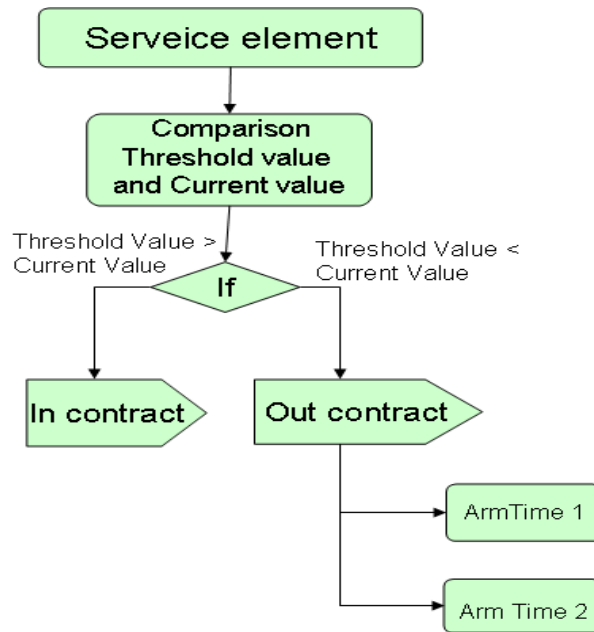 Serveice element
Comparison
Threshold value
and Current value
Threshold Value >
Current Value
Threshold Value <
Current Value
If
In contract
Out contract
ArmTime 1
Arm Time 2